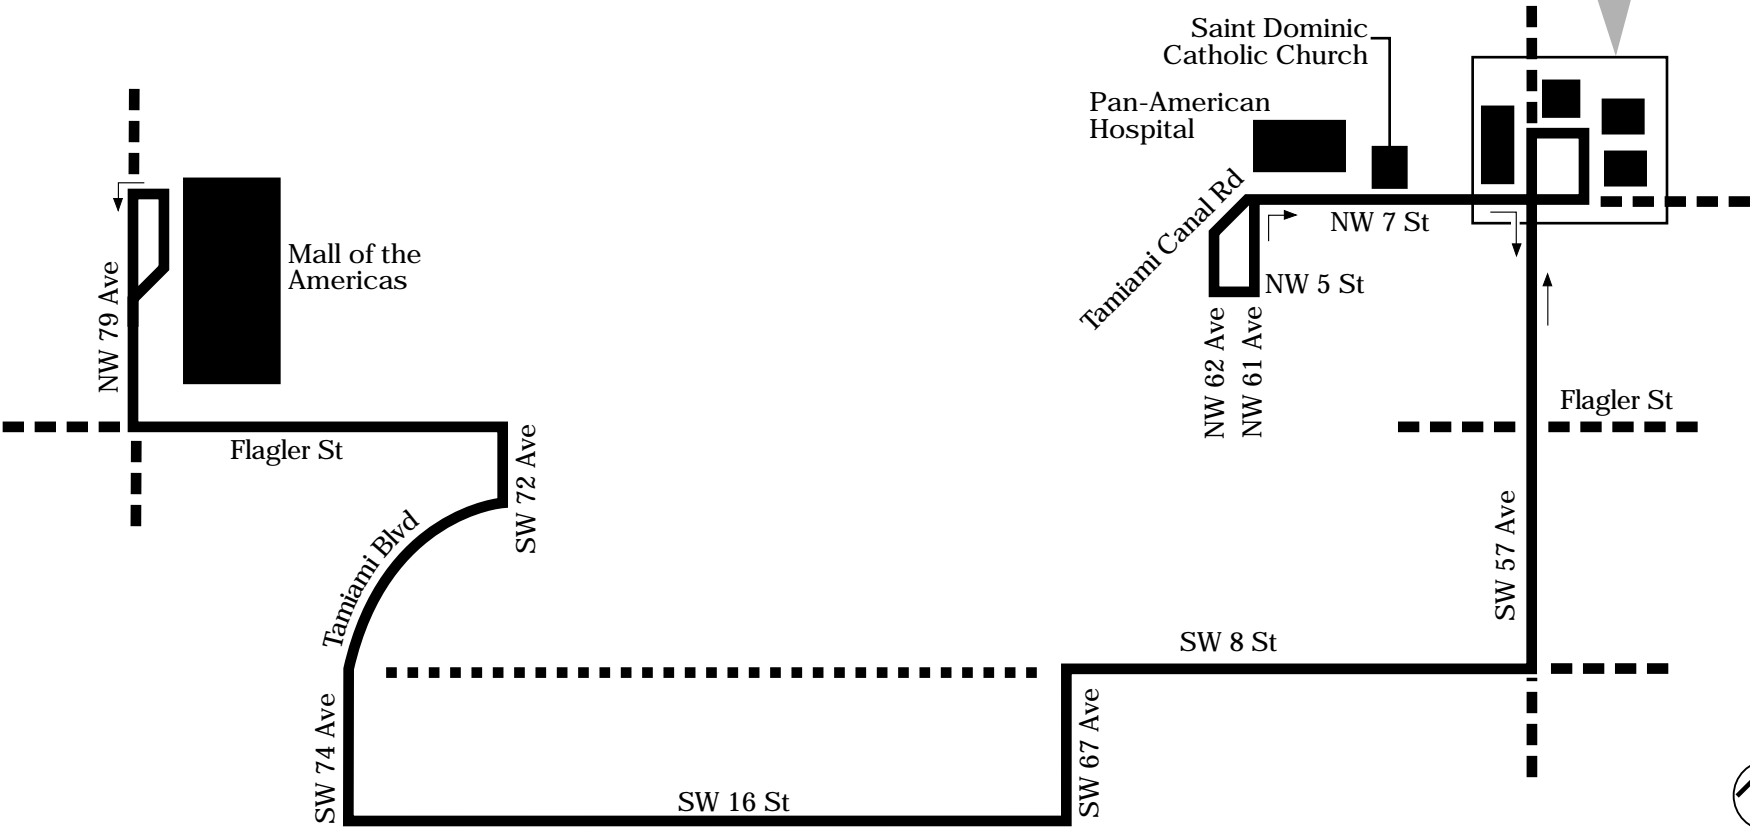 Saint Dominic
Catholic Church
Pan-American
Hospital
Tamiami Canal Rd
NW 7 St
Mall of the
Americas
NW 79 Ave
NW 5 St
NW 62 Ave
NW 61 Ave
Flagler St
Flagler St
SW 72 Ave
Tamiami Blvd
SW 57 Ave
SW 8 St
SW 74 Ave
SW 67 Ave
SW 16 St